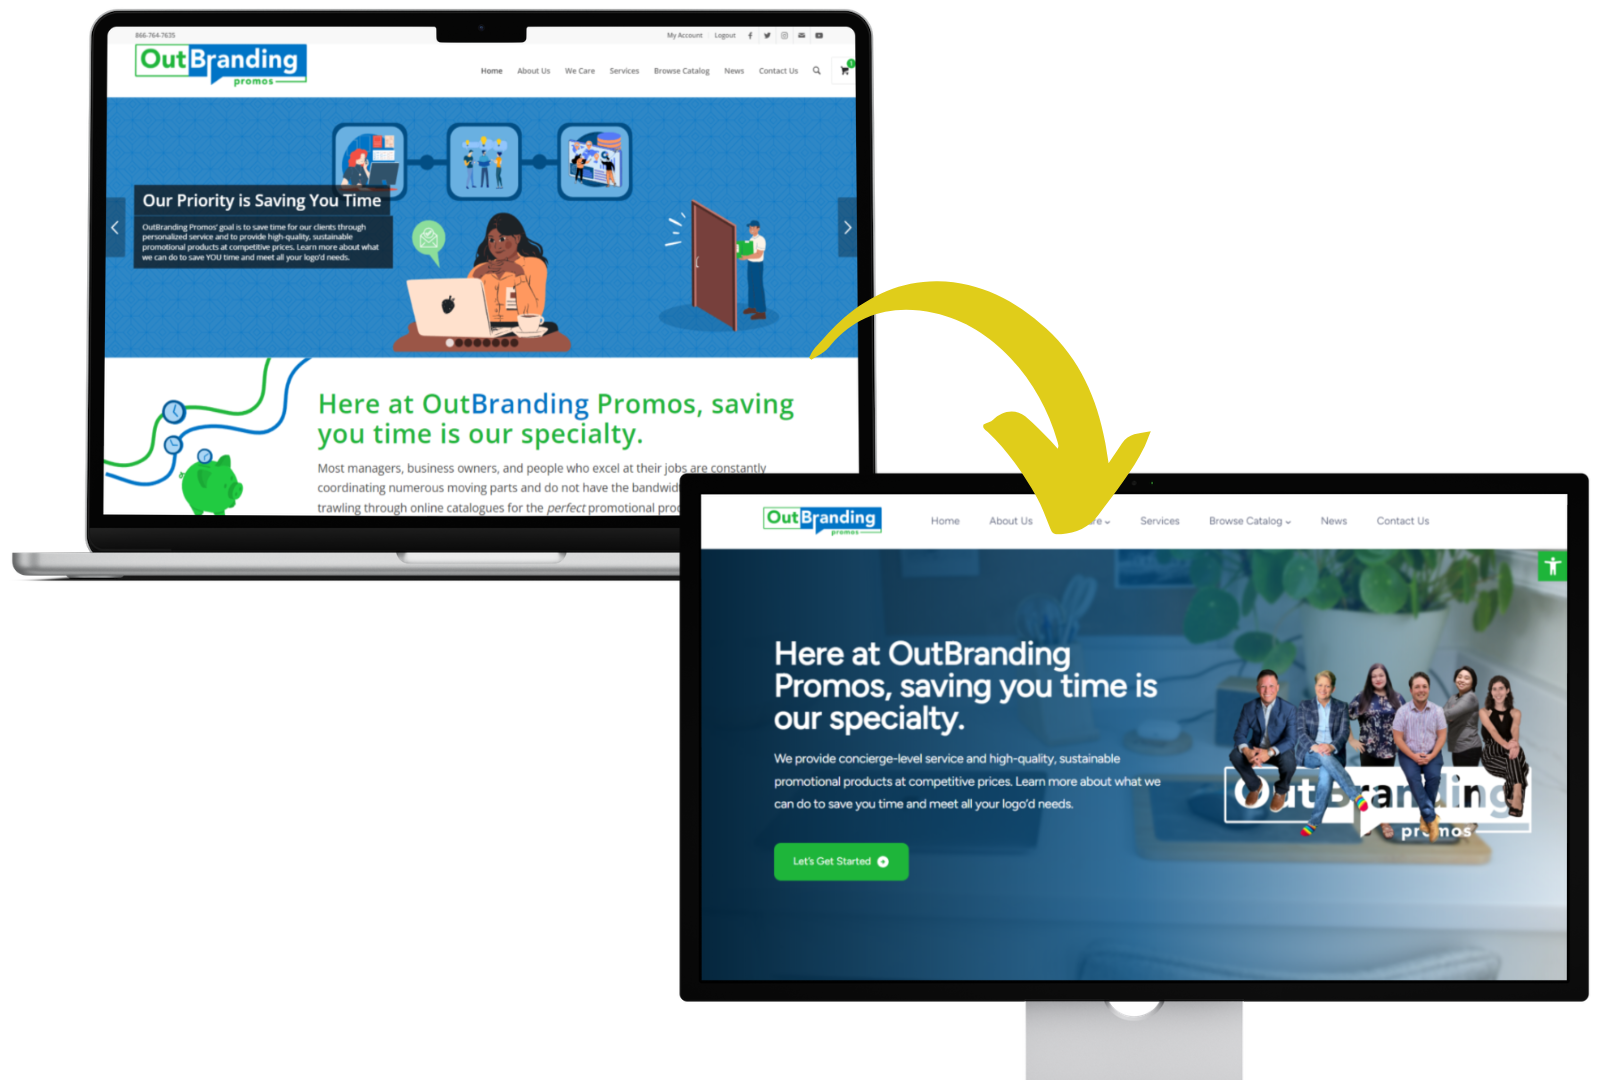 866-764-7635
My Account Logout
OutBranding
promos
Home About Us We Care Services Browse Catalog News Contact Us
1
Our Priority is Saving You Time
OutBranding Promos' goal is to save time for our clients through
personalized service and to provide high-quality, sustainable
promotional products at competitive prices. Learn more about what
we can do to save YOU time and meet all your logo'd needs.
Here at OutBranding Promos, saving
you time is our specialty.
Most managers, business owners, and people who excel at their jobs are constantly
coordinating numerous moving parts and do not have the
trawling through online catalogues for the perfect promotional
OutBranding
promos
Home About Us Services Browse Catalog News Contact Us
Here at OutBranding
Promos, saving you time is
our specialty.
We provide concierge-level service and high-quality, sustainable
promotional products at competitive prices. Learn more about what we
can do to save you time and meet all your logo'd needs.
Let's Get Started
OutBranding
promos